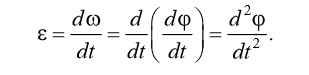 ε = dω/dt = d/dt (dφ/dt) = d²φ/dt².